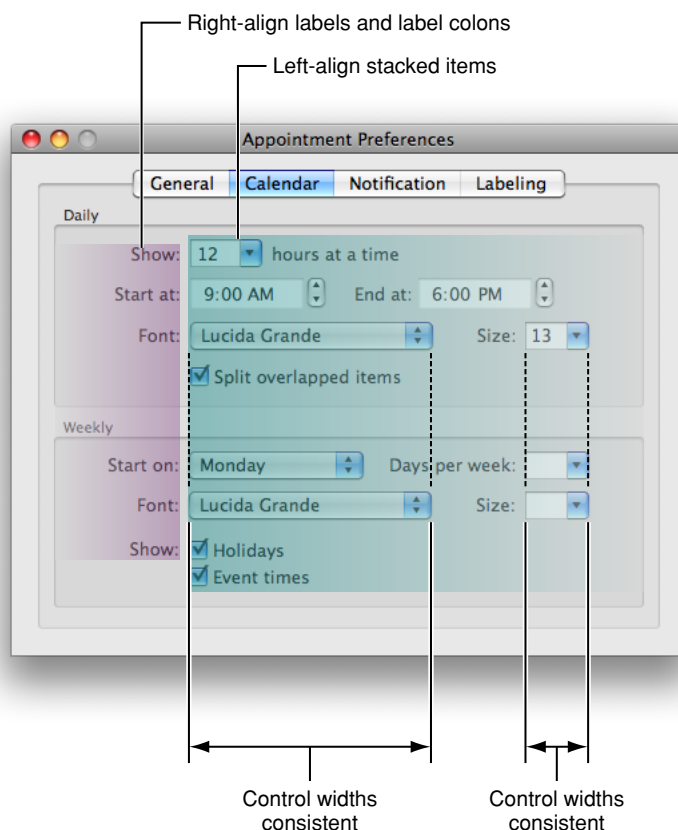 Right-align labels and label colons
Left-align stacked items
Appointment Preferences
General Calendar Notification Labeling
Daily
Show: 12 hours at a time
Start at: 9:00 AM End at: 6:00 PM
Font: Lucida Grande Size: 13
Split overlapped items
Weekly
Start on: Monday Days per week:
Font: Lucida Grande Size:
Show: Holidays
Event times
Control widths consistent
Control widths consistent